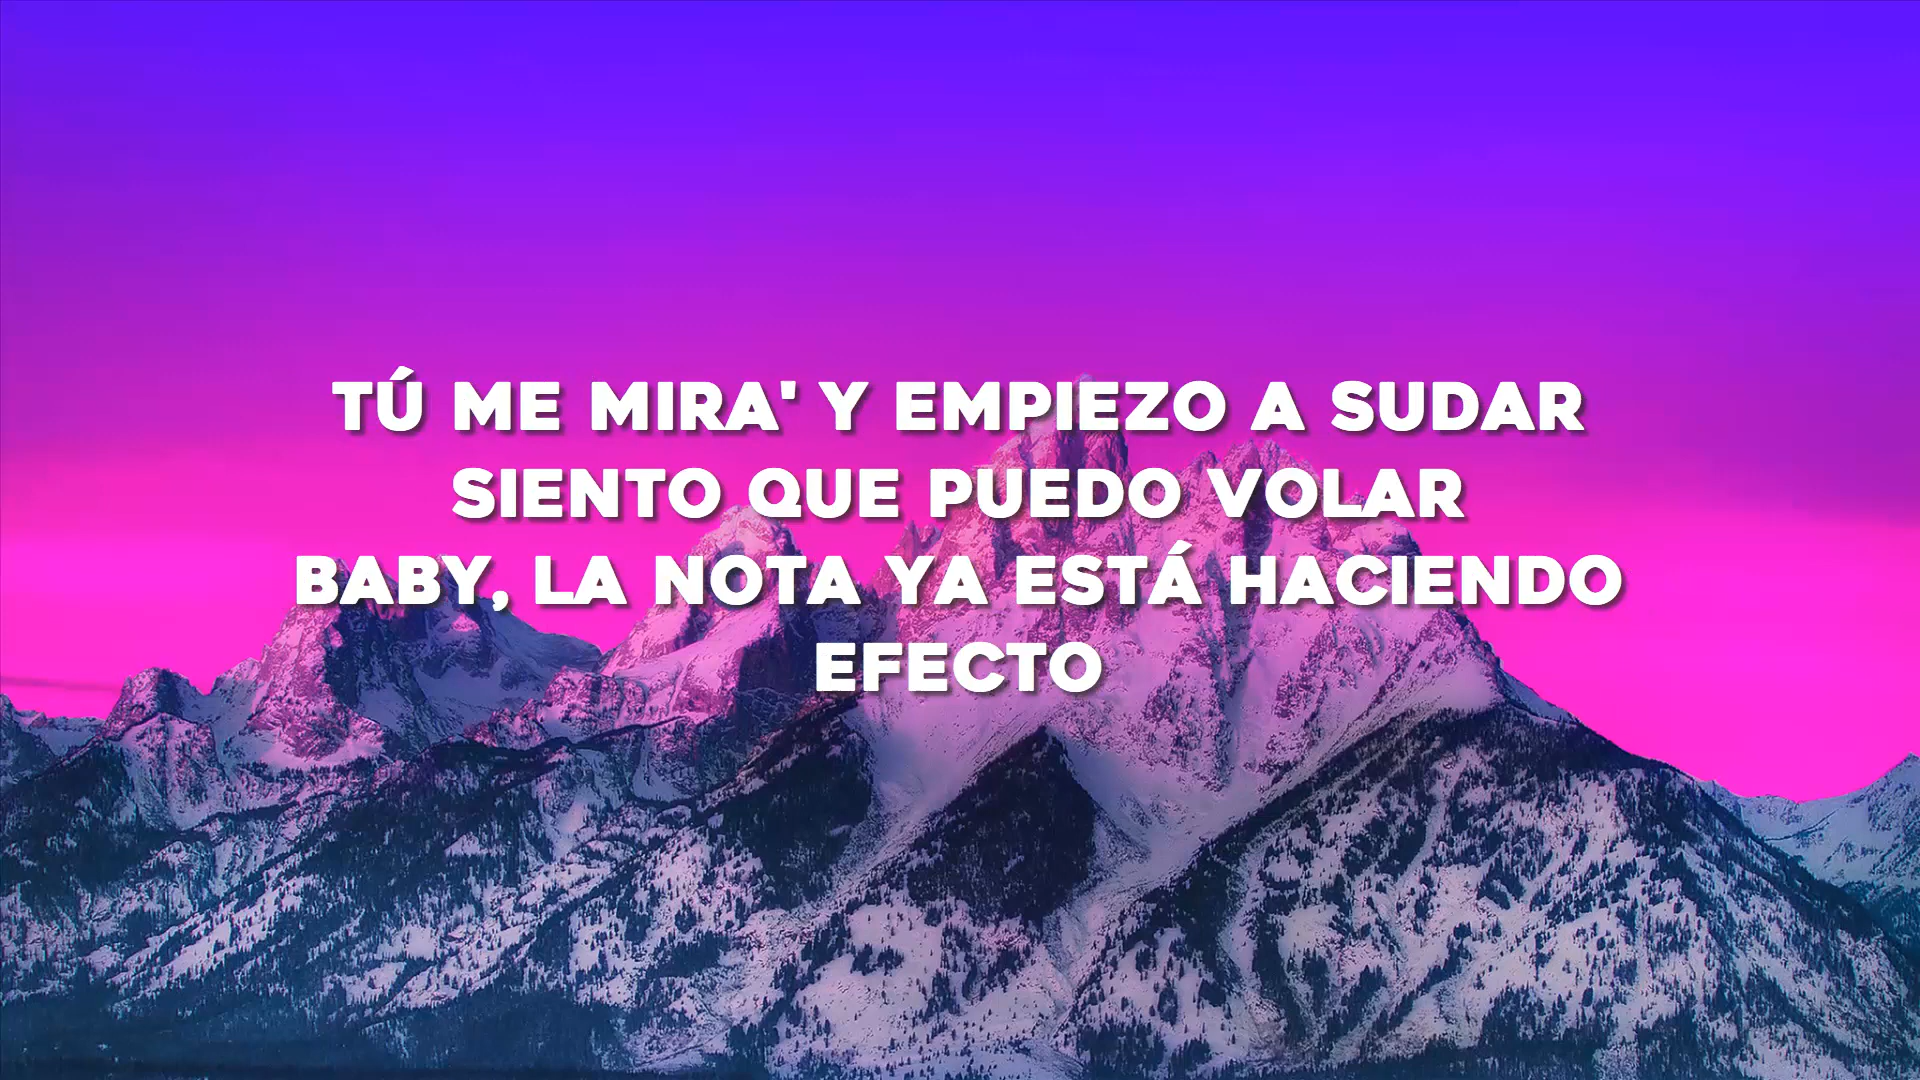 TÚ ME MIRA' Y EMPIEZO A SUDAR
SIENTO QUE PUEDO VOLAR
BABY, LA NOTA YA ESTÁ HACIENDO
EFECTO